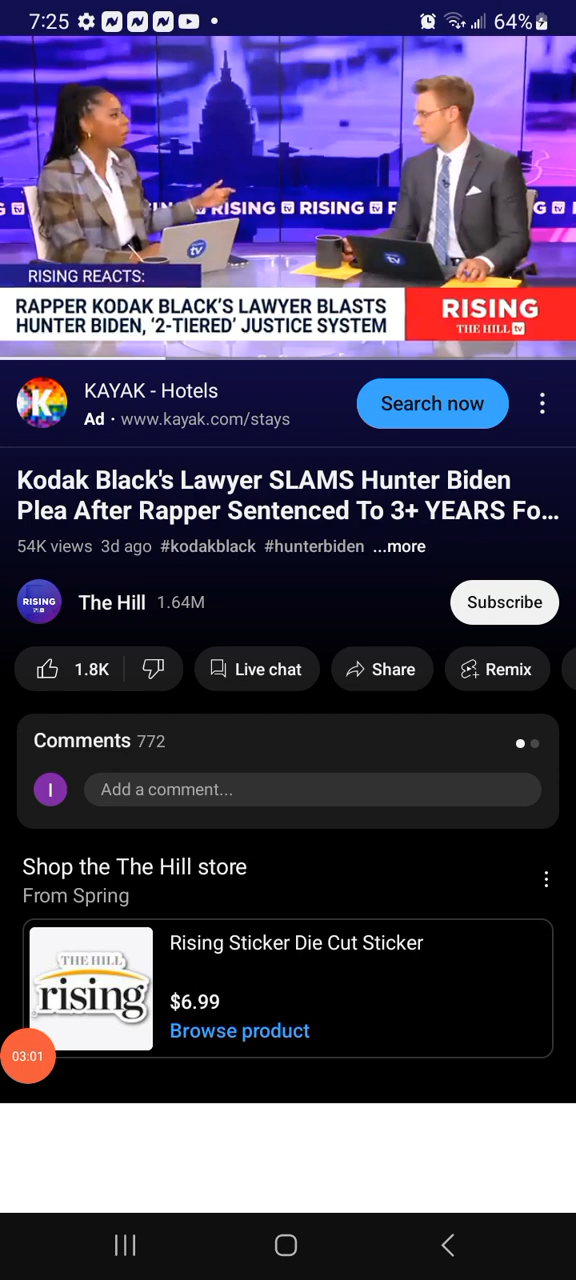 7:25
64%
RISING RISING
RISING REACTS:
RAPPER KODAK BLACK'S LAWYER BLASTS
HUNTER BIDEN, '2-TIERED' JUSTICE SYSTEM
RISING
THE HILL tv
tv
tv
K
KAYAK - Hotels
Ad · www.kayak.com/stays
Search now
Kodak Black's Lawyer SLAMS Hunter Biden
Plea After Rapper Sentenced To 3+ YEARS Fo...
54K views 3d ago #kodakblack #hunterbiden ...more
RISING
The Hill 1.64M
Subscribe
1.8K
Live chat
Share
Remix
Comments 772
I
Add a comment...
Shop the The Hill store
From Spring
THE HILL
rising
Rising Sticker Die Cut Sticker
$6.99
Browse product
03:01